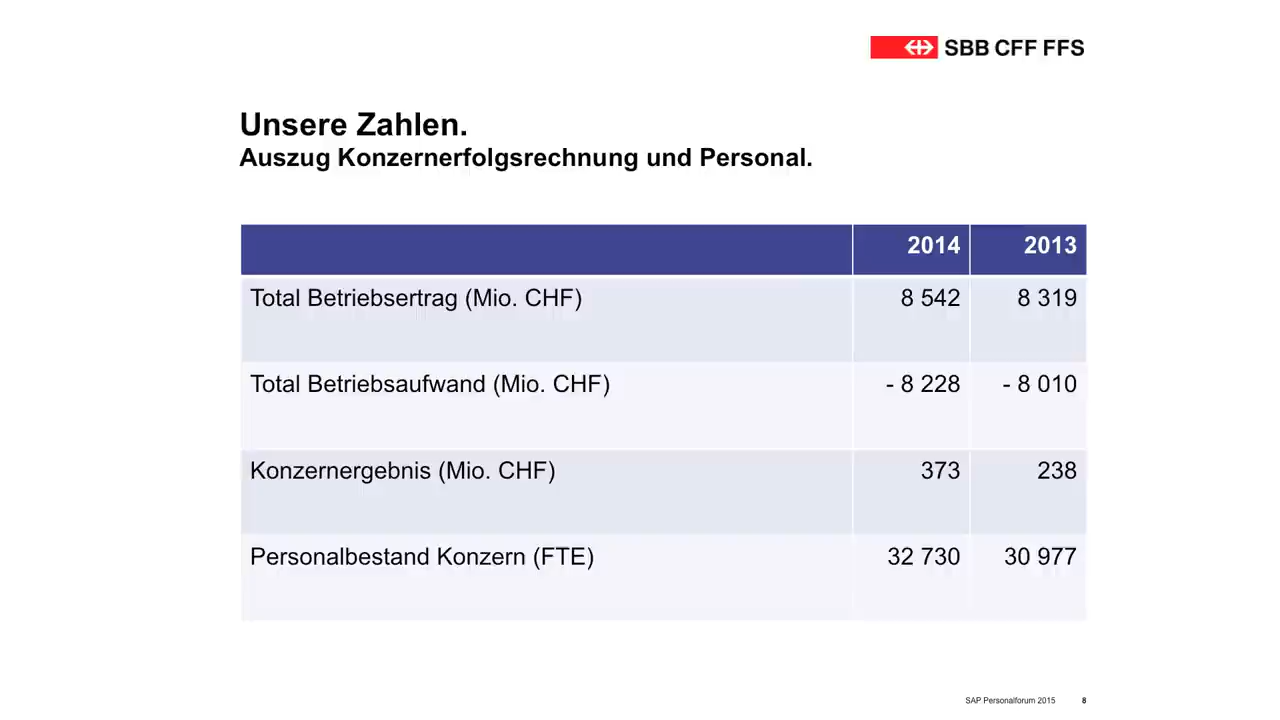 SBB CFF FFS
Unsere Zahlen.
Auszug Konzernerfolgsrechnung und Personal.
2014 2013
Total Betriebsertrag (Mio. CHF) 8 542 8 319
Total Betriebsaufwand (Mio. CHF) - 8 228 - 8 010
Konzernergebnis (Mio. CHF) 373 238
Personalbestand Konzern (FTE) 32 730 30 977
SAP Personalforum 2015 8